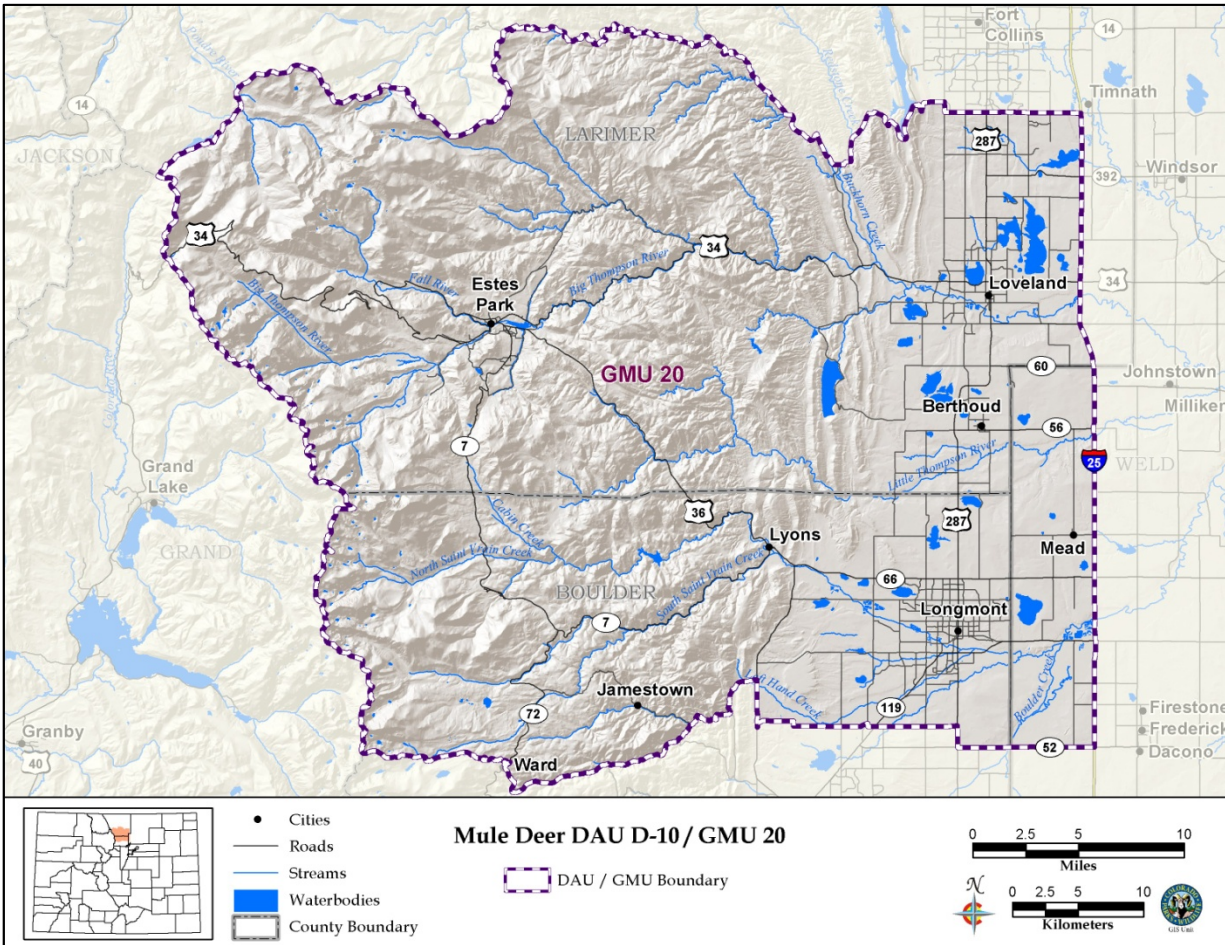 Fort
Collins
14
Timnath
Poudre River
14
287
LARIMER
JACKSON
Windsor
392
Buckhorn Creek
34
34
Big Thompson River
Fall River
Estes
Park
34
Loveland
Big Thompson River
GMU 20
60
Johnstown
Milliken
Berthoud
56
7
Little Thompson River
25
WELD
Grand
Lake
36
287
Cabin Creek
Lyons
Mead
GRAND
North Saint Vrain Creek
South Saint Vrain Creek
66
BOULDER
Longmont
7
Left Hand Creek
Jamestown
Boulder Creek
119
72
Firestone
Frederick
Granby
52
Dacono
Ward
40
Cities
Roads
Streams
Waterbodies
County Boundary
Mule Deer DAU D-10 / GMU 20
DAU / GMU Boundary
0 2.5 5 10
Miles
N
0 2.5 5 10
Kilometers
COLORADO
GIS Unit